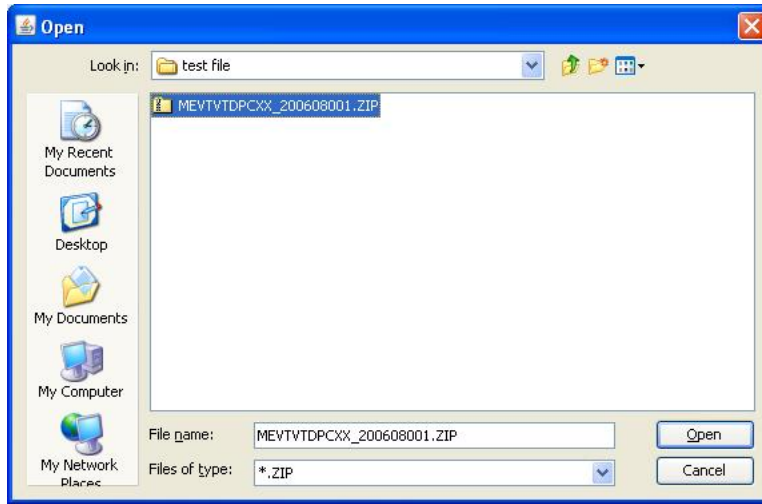 Open
Look in: test file
MEVTVTDPCXX_200608001.ZIP
My Recent
Documents
Desktop
My Documents
My Computer
My Network
Places
File name: MEVTVTDPCXX_200608001.ZIP Open
Files of type: *.ZIP Cancel